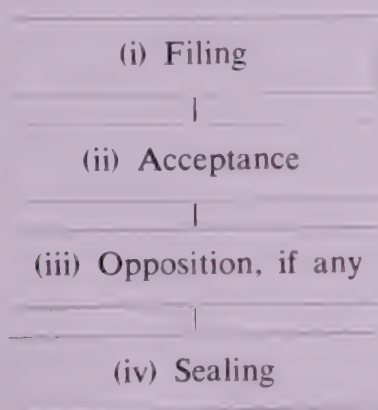 (i) Filing
(ii) Acceptance
(iii) Opposition, if any
(iv) Sealing